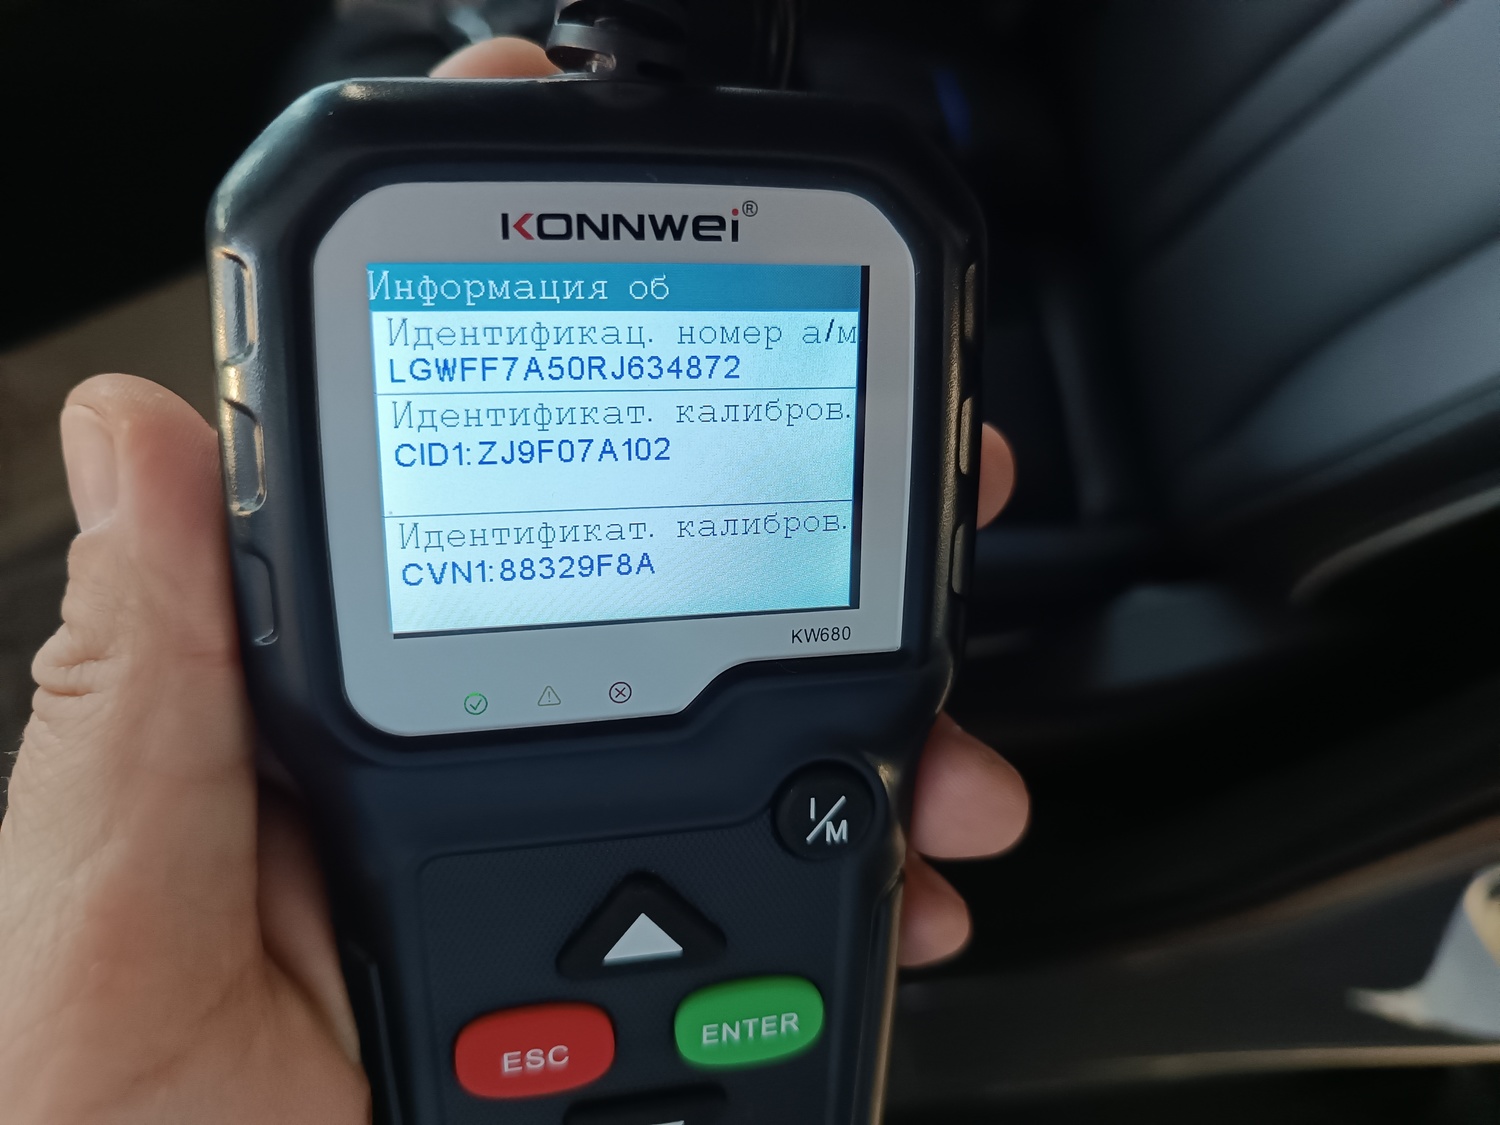 KONNWEI®
Информация об
Идентификац. номер а/м
LGWFF7A50RJ634872
Идентификат. калибров.
CID1:ZJ9F07A102
Идентификат. калибров.
CVN1:88329F8A
KW680
I/M
ESC
ENTER